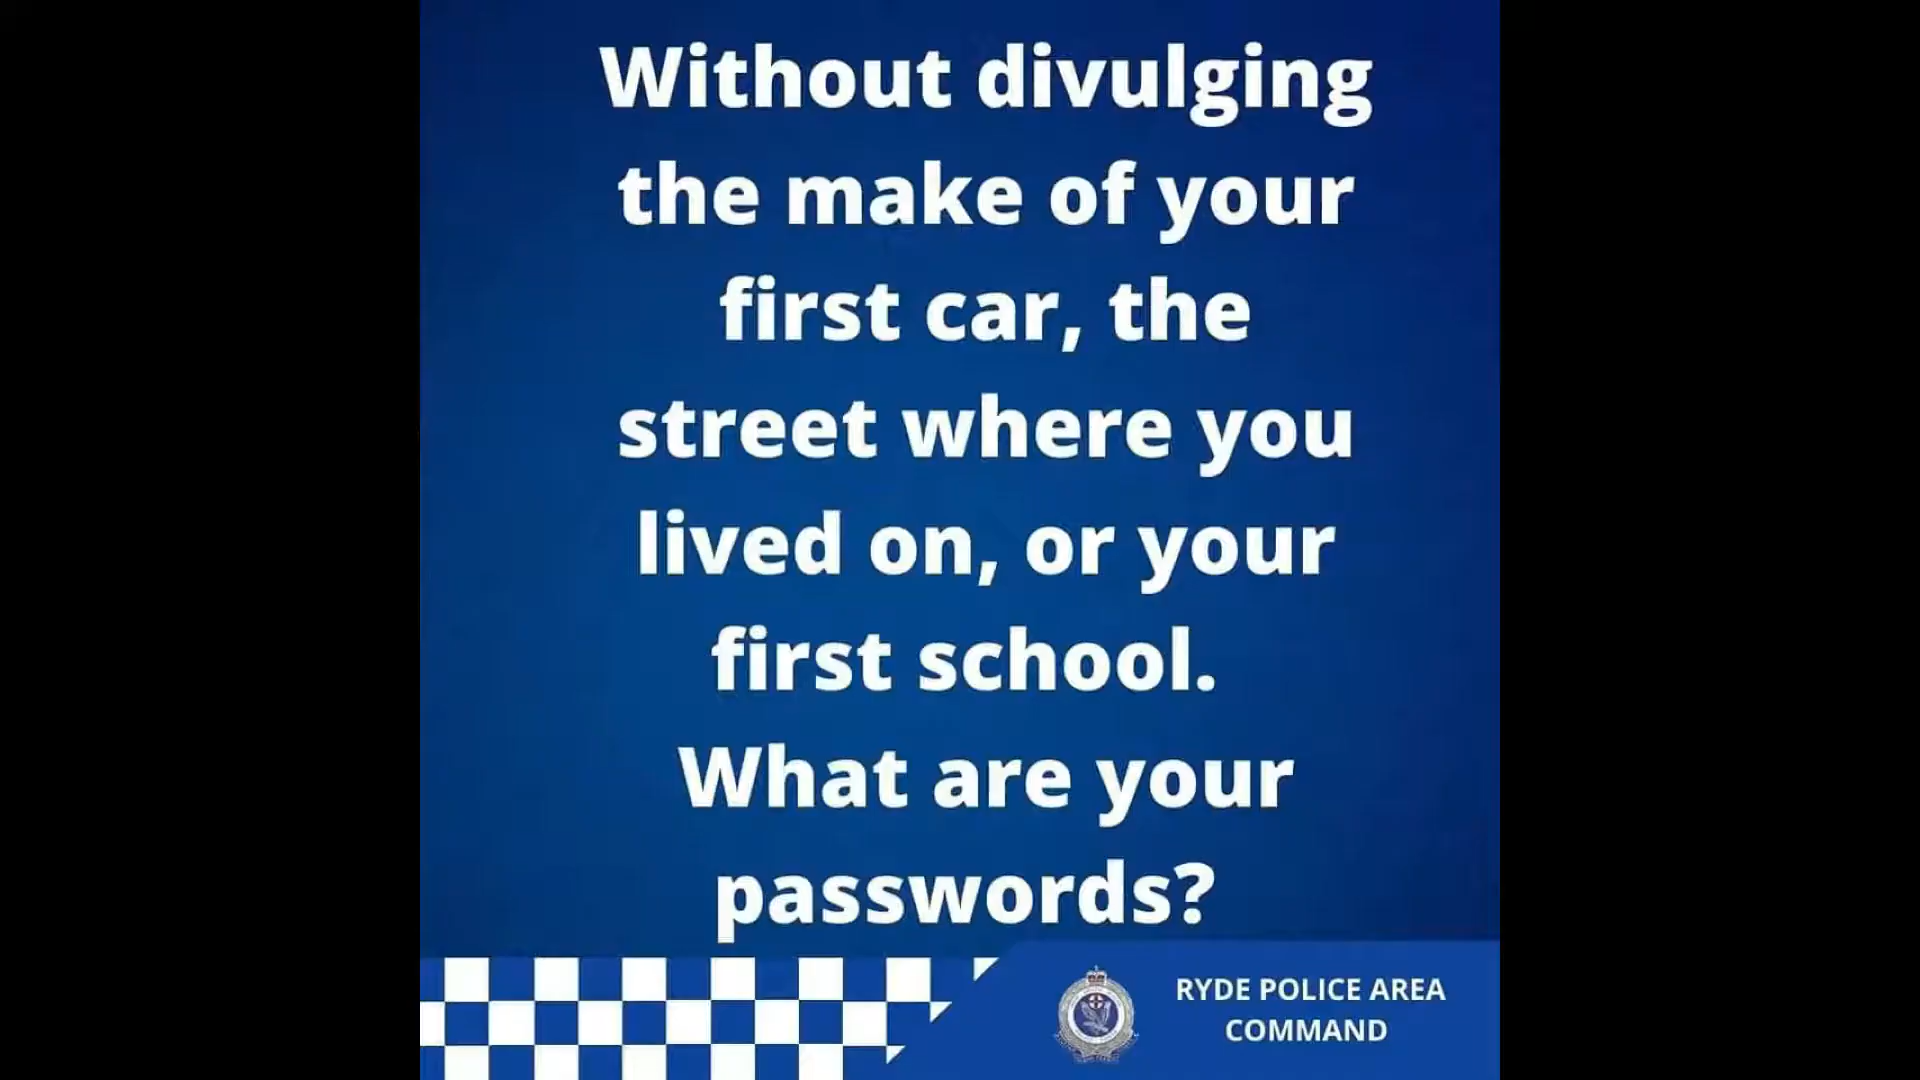 Without divulging
the make of your
first car, the
street where you
lived on, or your
first school.
What are your
passwords?
RYDE POLICE AREA
COMMAND